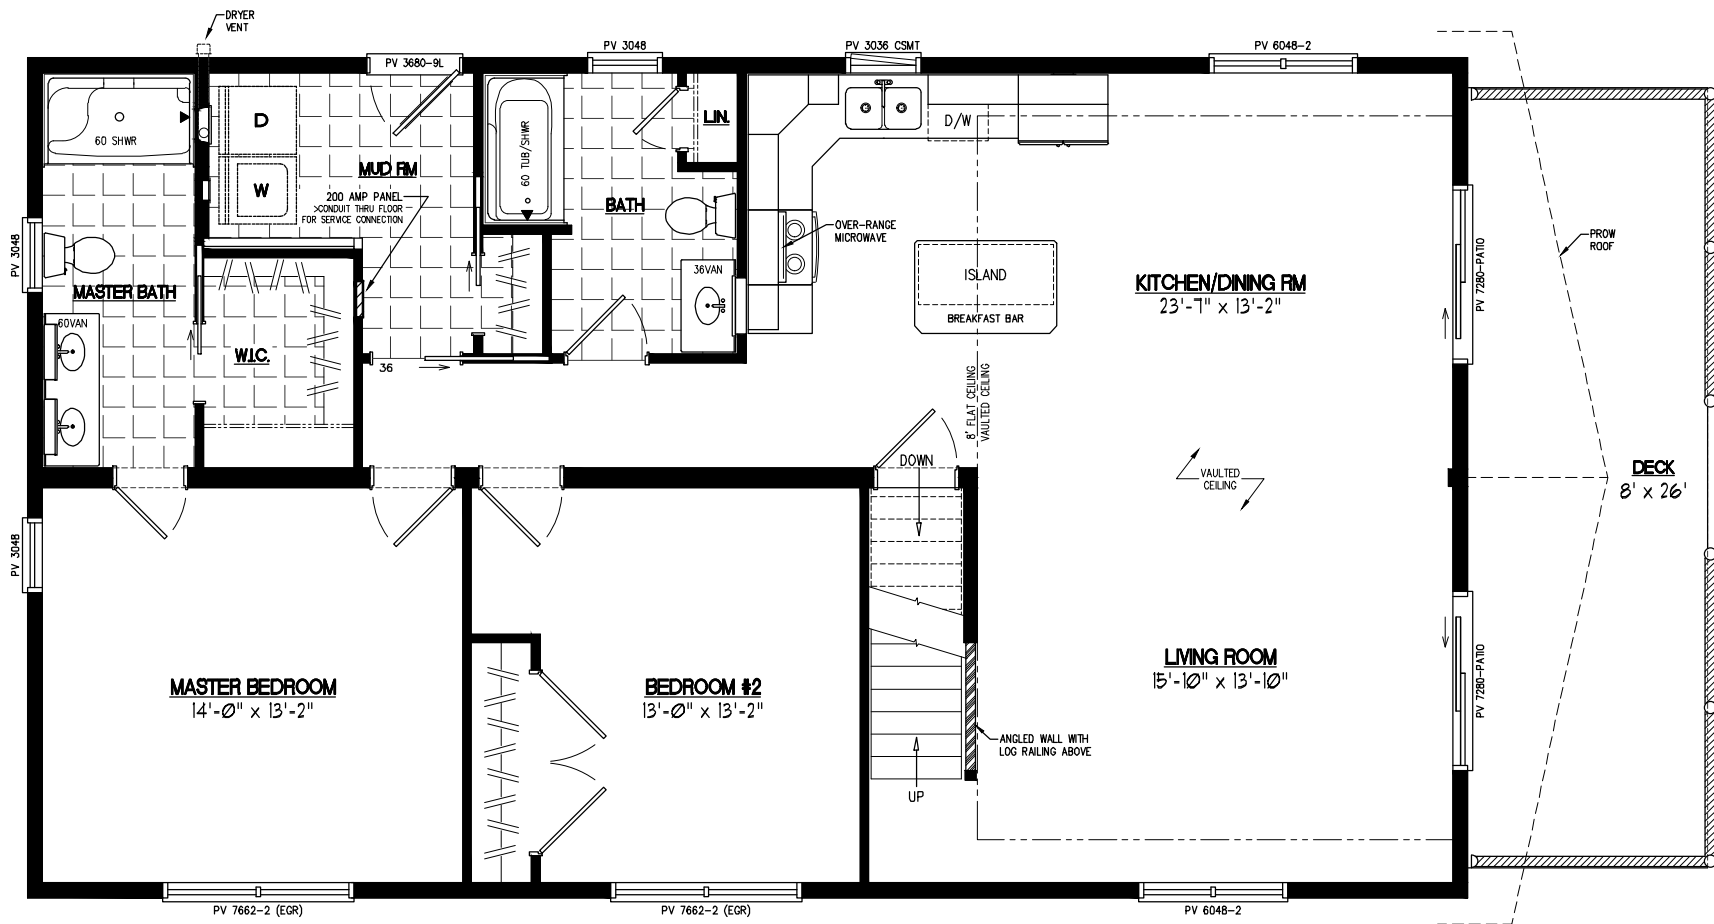 DRYER
VENT
PV 3680-9L
PV 3048
PV 3036 CSMT
PV 6048-2
60 SHWR
D
W
MUD RM
200 AMP PANEL
>CONDUIT THRU FLOOR
FOR SERVICE CONNECTION
60 TUB/SHWR
LIN.
BATH
D/W
OVER-RANGE
MICROWAVE
PV 3048
MASTER BATH
60VAN
W.I.C.
36
36VAN
ISLAND
BREAKFAST BAR
KITCHEN/DINING RM
23'-7" x 13'-2"
PV 7280-PATIO
PROW
ROOF
8' FLAT CEILING
VAULTED CEILING
DOWN
VAULTED
CEILING
DECK
8' x 26'
PV 3048
MASTER BEDROOM
14'-0" x 13'-2"
BEDROOM #2
13'-0" x 13'-2"
LIVING ROOM
15'-10" x 13'-10"
PV 7280-PATIO
ANGLED WALL WITH
LOG RAILING ABOVE
UP
PV 7662-2 (EGR)
PV 7662-2 (EGR)
PV 6048-2